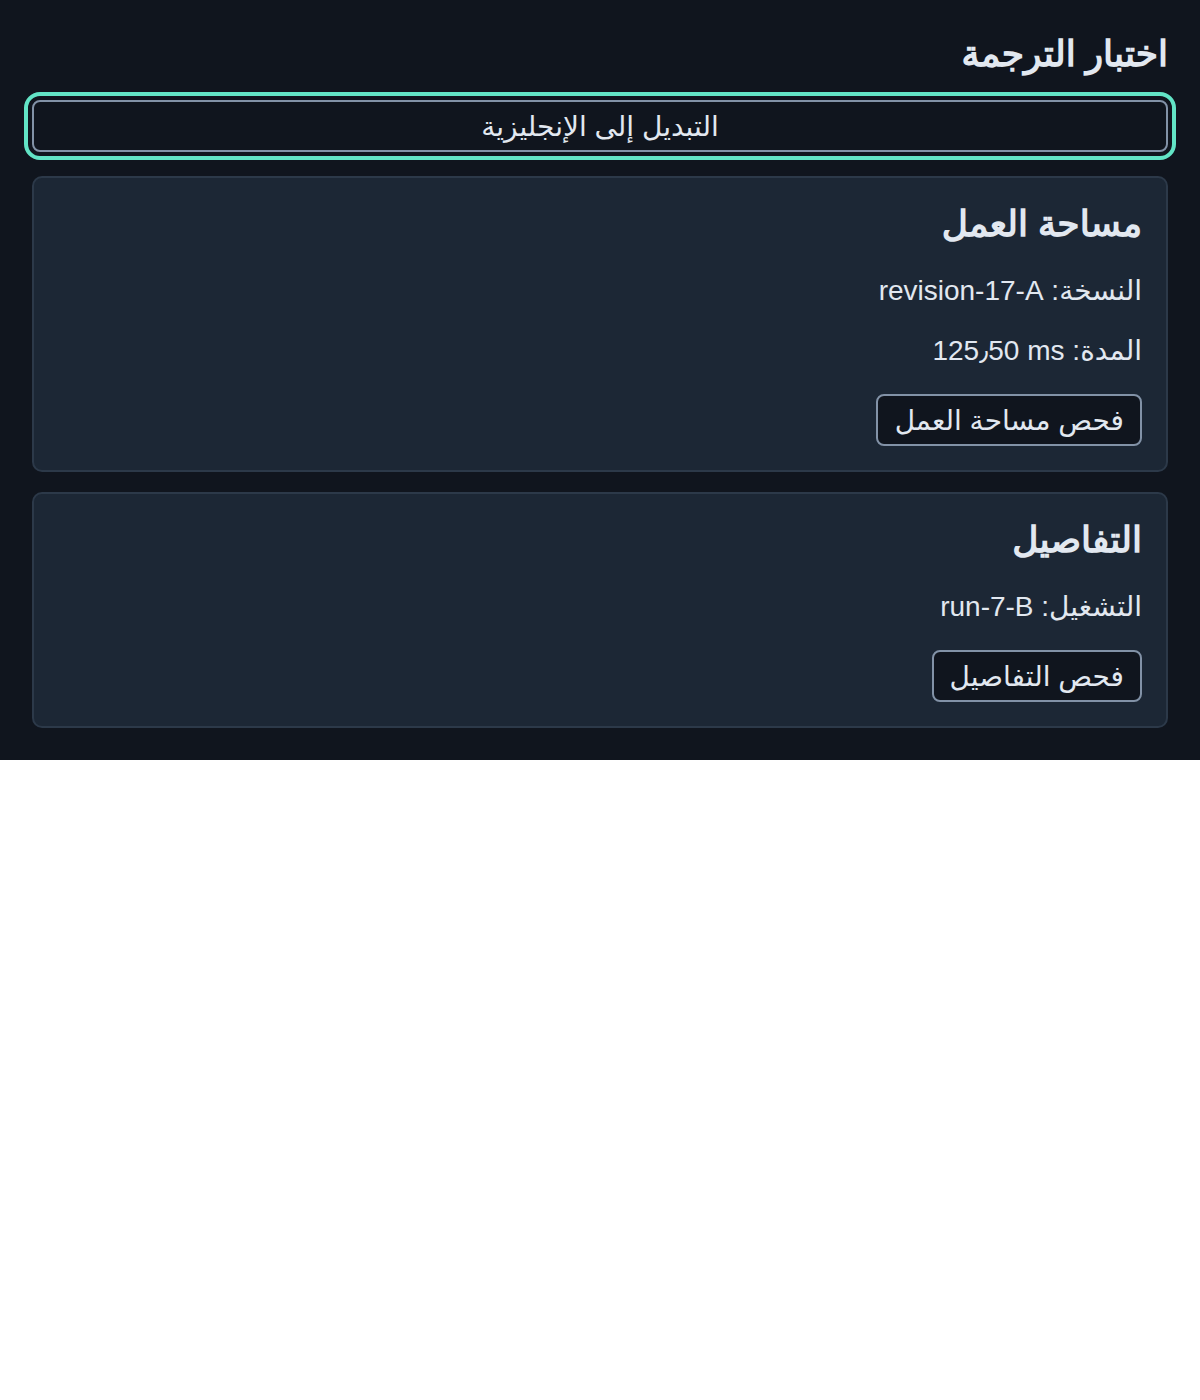 اختبار الترجمة
التبديل إلى الإنجليزية
مساحة العمل
النسخة: revision-17-A
المدة: 125٫50 ms
فحص مساحة العمل
التفاصيل
التشغيل: run-7-B
فحص التفاصيل